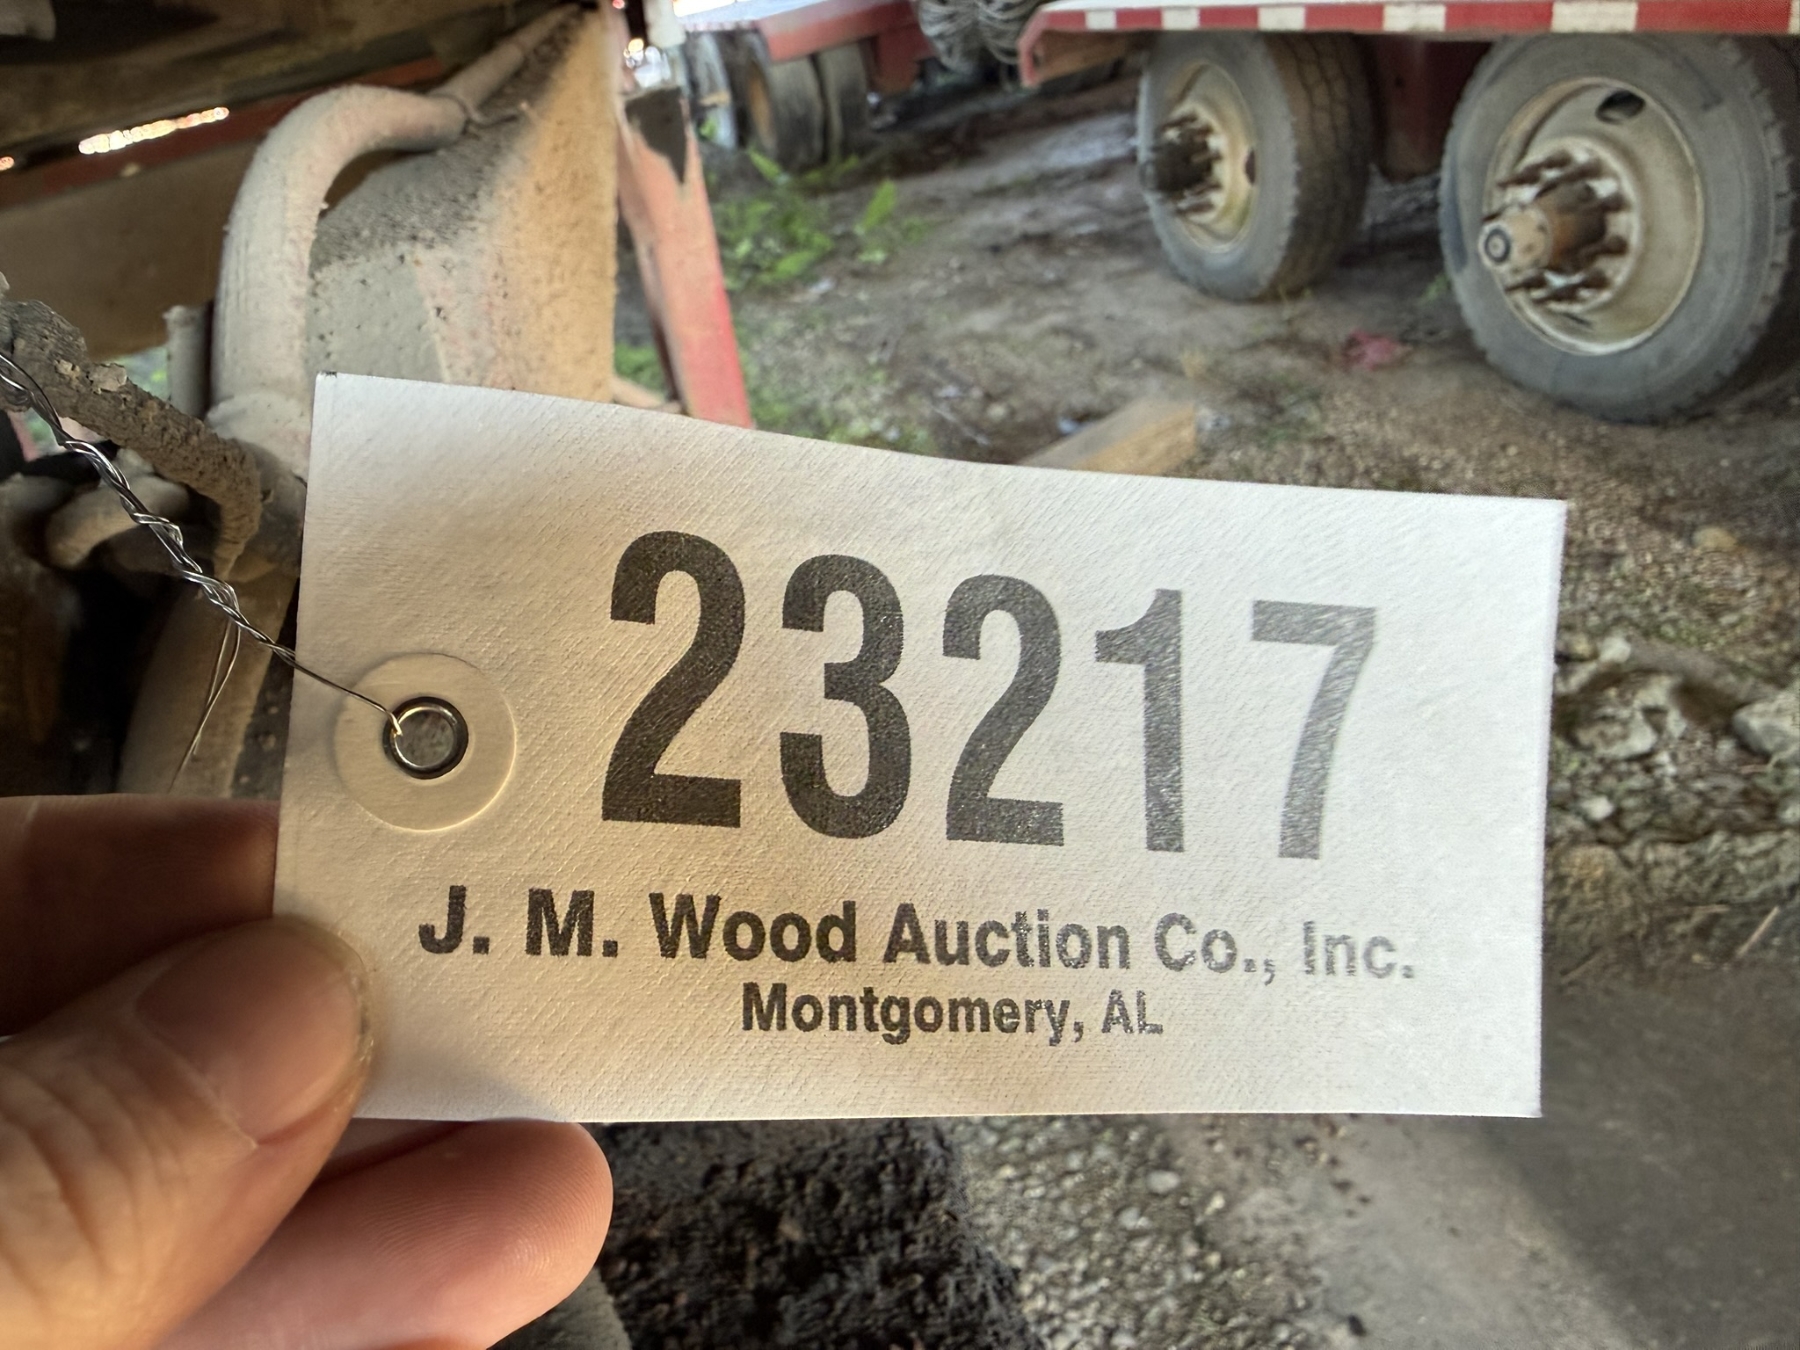 23217
J. M. Wood Auction Co., Inc.
Montgomery, AL